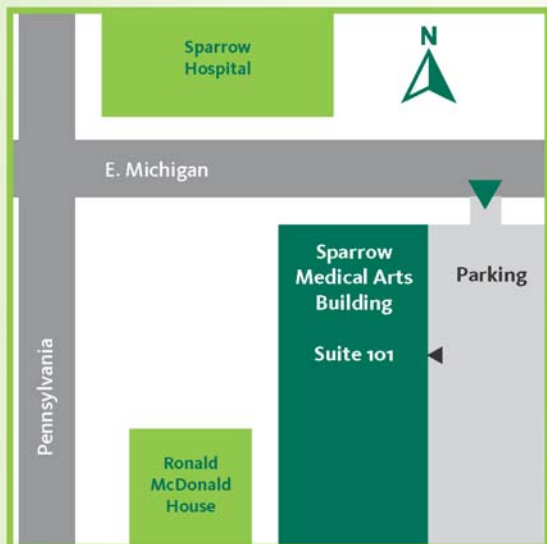 Sparrow
Hospital
N
E. Michigan
Pennsylvania
Sparrow
Medical Arts
Building
Suite 101
Parking
Ronald
McDonald
House